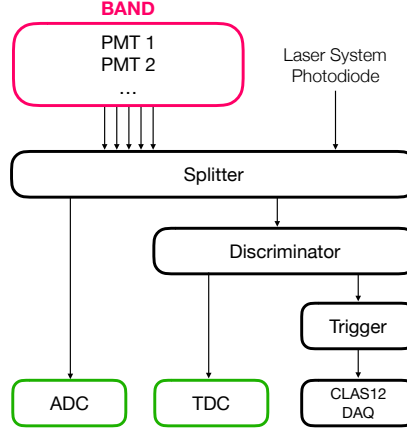 BAND
PMT 1
PMT 2
...
Laser System
Photodiode
Splitter
Discriminator
Trigger
ADC
TDC
CLAS12
DAQ